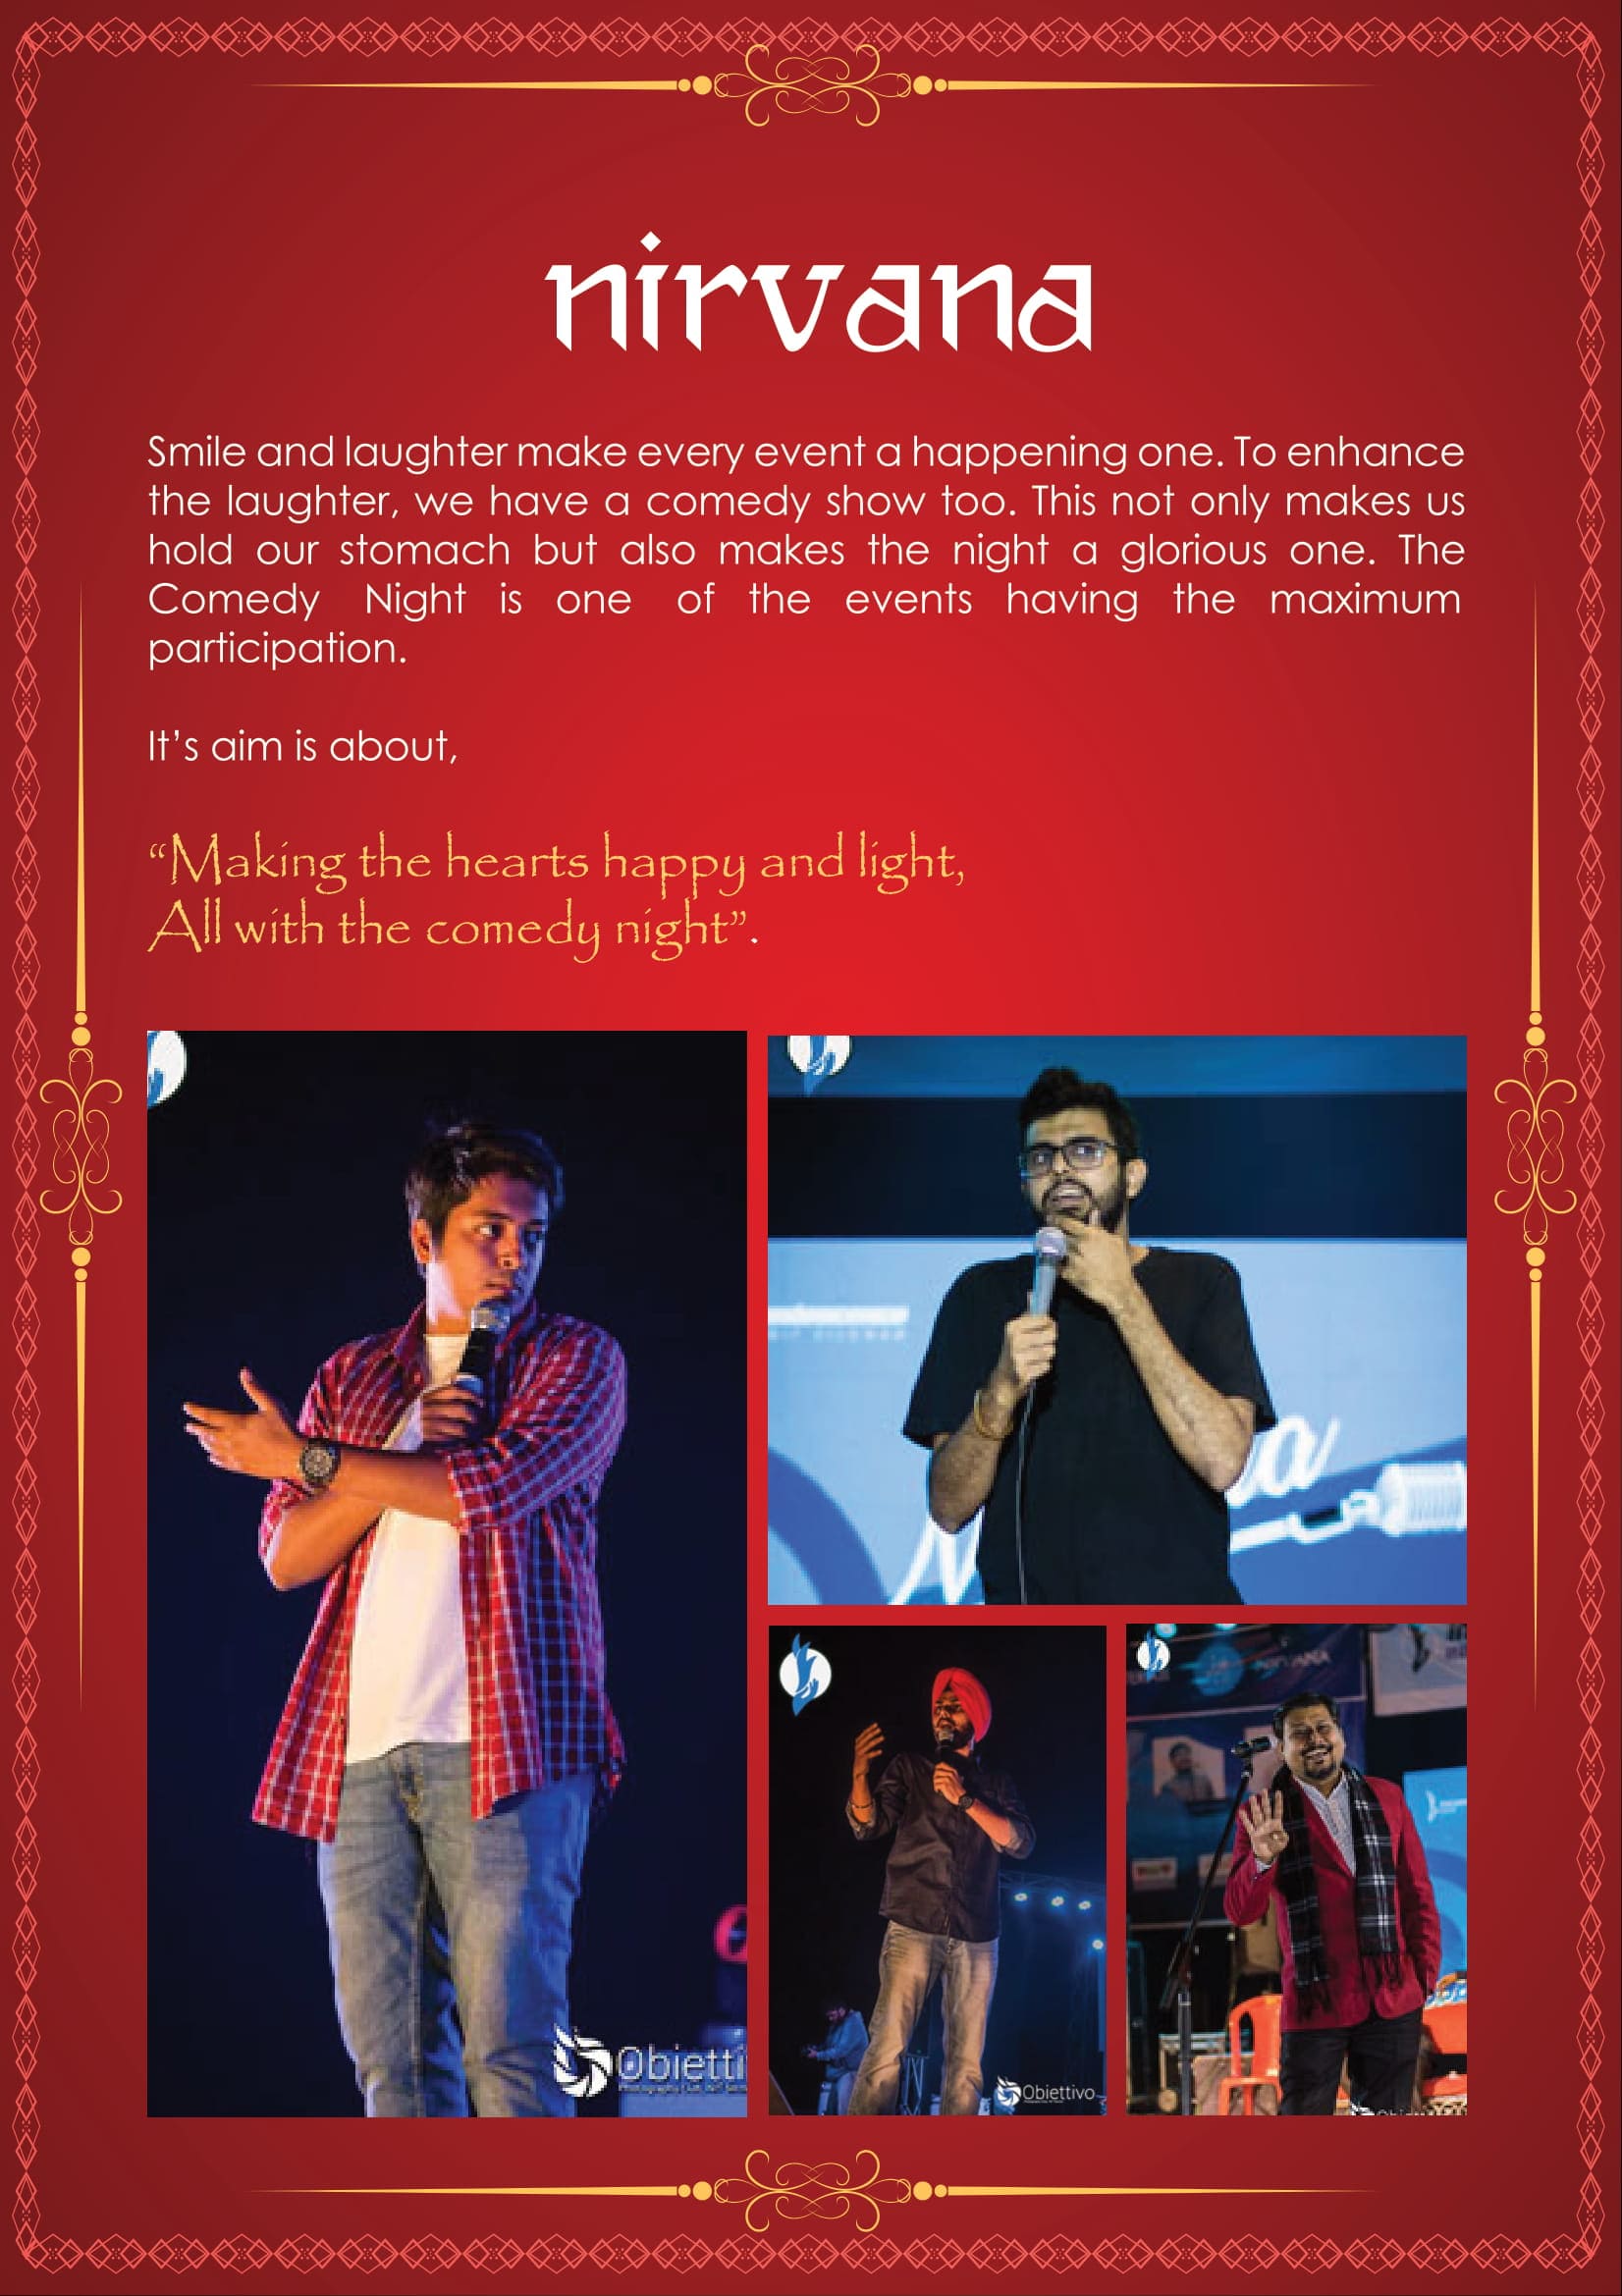 nirvana
Smile and laughter make every event a happening one. To enhance
the laughter, we have a comedy show too. This not only makes us
hold our stomach but also makes the night a glorious one. The
Comedy Night is one of the events having the maximum
participation.
It's aim is about,
“Making the hearts happy and light,
All with the comedy night”.
NIRVANA
Obietti
Obiettivo